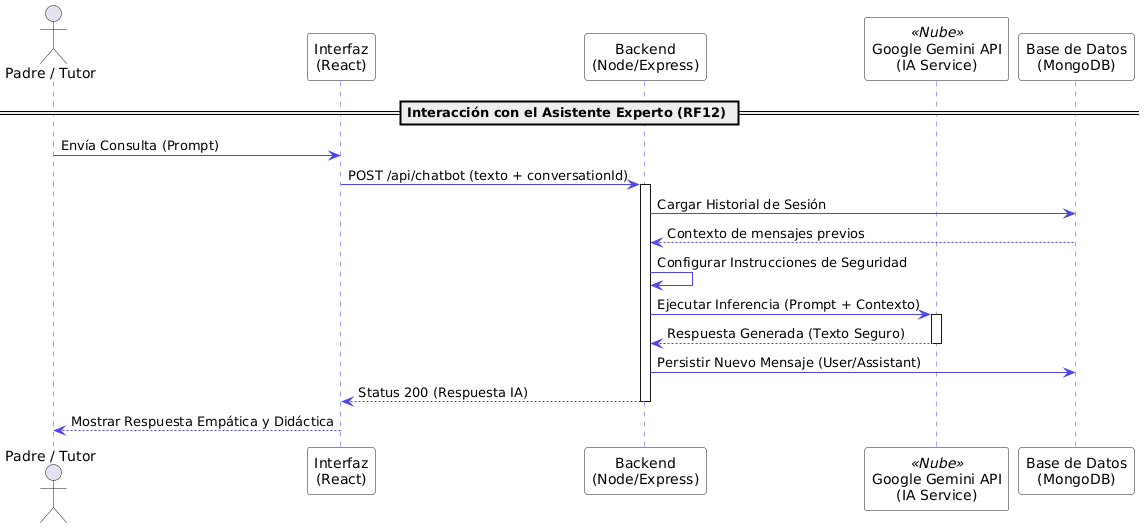 Padre / Tutor
Interfaz
(React)
Backend
(Node/Express)
«Nube»
Google Gemini API
(IA Service)
Base de Datos
(MongoDB)
Interacción con el Asistente Experto (RF12)
Envía Consulta (Prompt)
POST /api/chatbot (texto + conversationId)
Cargar Historial de Sesión
Contexto de mensajes previos
Configurar Instrucciones de Seguridad
Ejecutar Inferencia (Prompt + Contexto)
Respuesta Generada (Texto Seguro)
Persistir Nuevo Mensaje (User/Assistant)
Status 200 (Respuesta IA)
Mostrar Respuesta Empática y Didáctica
Padre / Tutor
Interfaz
(React)
Backend
(Node/Express)
«Nube»
Google Gemini API
(IA Service)
Base de Datos
(MongoDB)